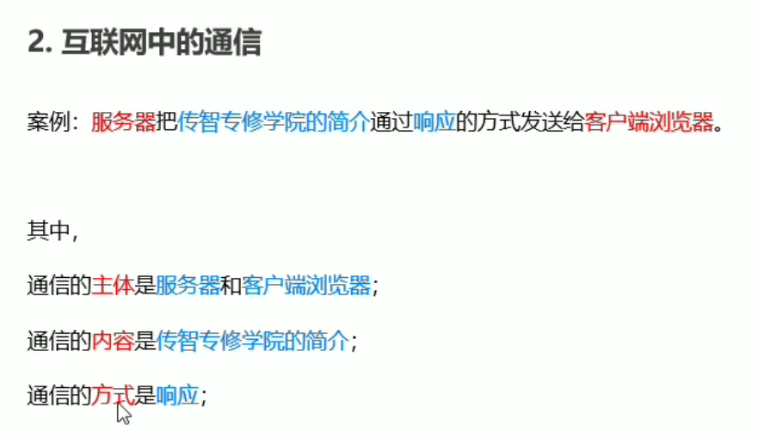 2. 互联网中的通信
案例：服务器把传智专修学院的简介通过响应的方式发送给客户端浏览器。
其中，
通信的主体是服务器和客户端浏览器；
通信的内容是传智专修学院的简介；
通信的方式是响应；